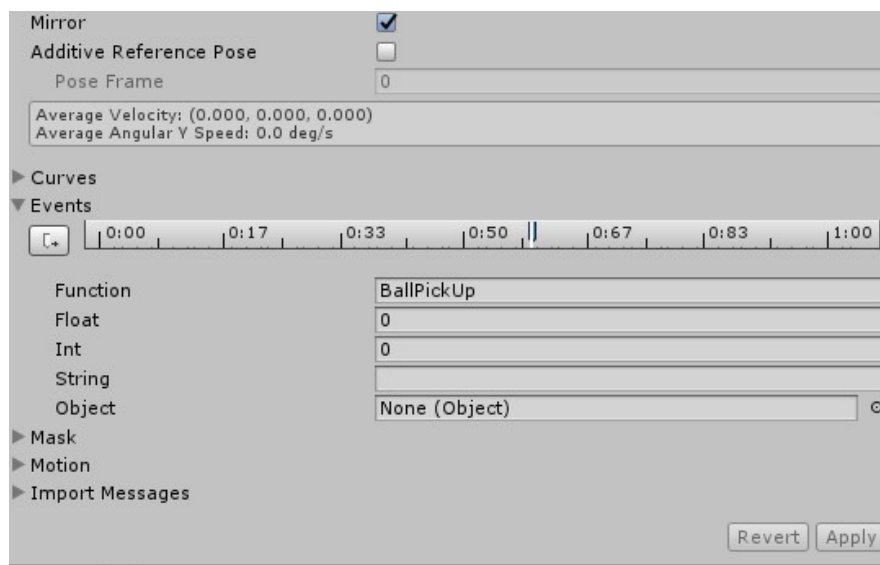 Mirror
Additive Reference Pose
Pose Frame 0
Average Velocity: (0.000, 0.000, 0.000)
Average Angular Y Speed: 0.0 deg/s
Curves
Events
0:00 0:17 0:33 0:50 0:67 0:83 1:00
Function BallPickUp
Float 0
Int 0
String
Object None (Object)
Mask
Motion
Import Messages
Revert Apply